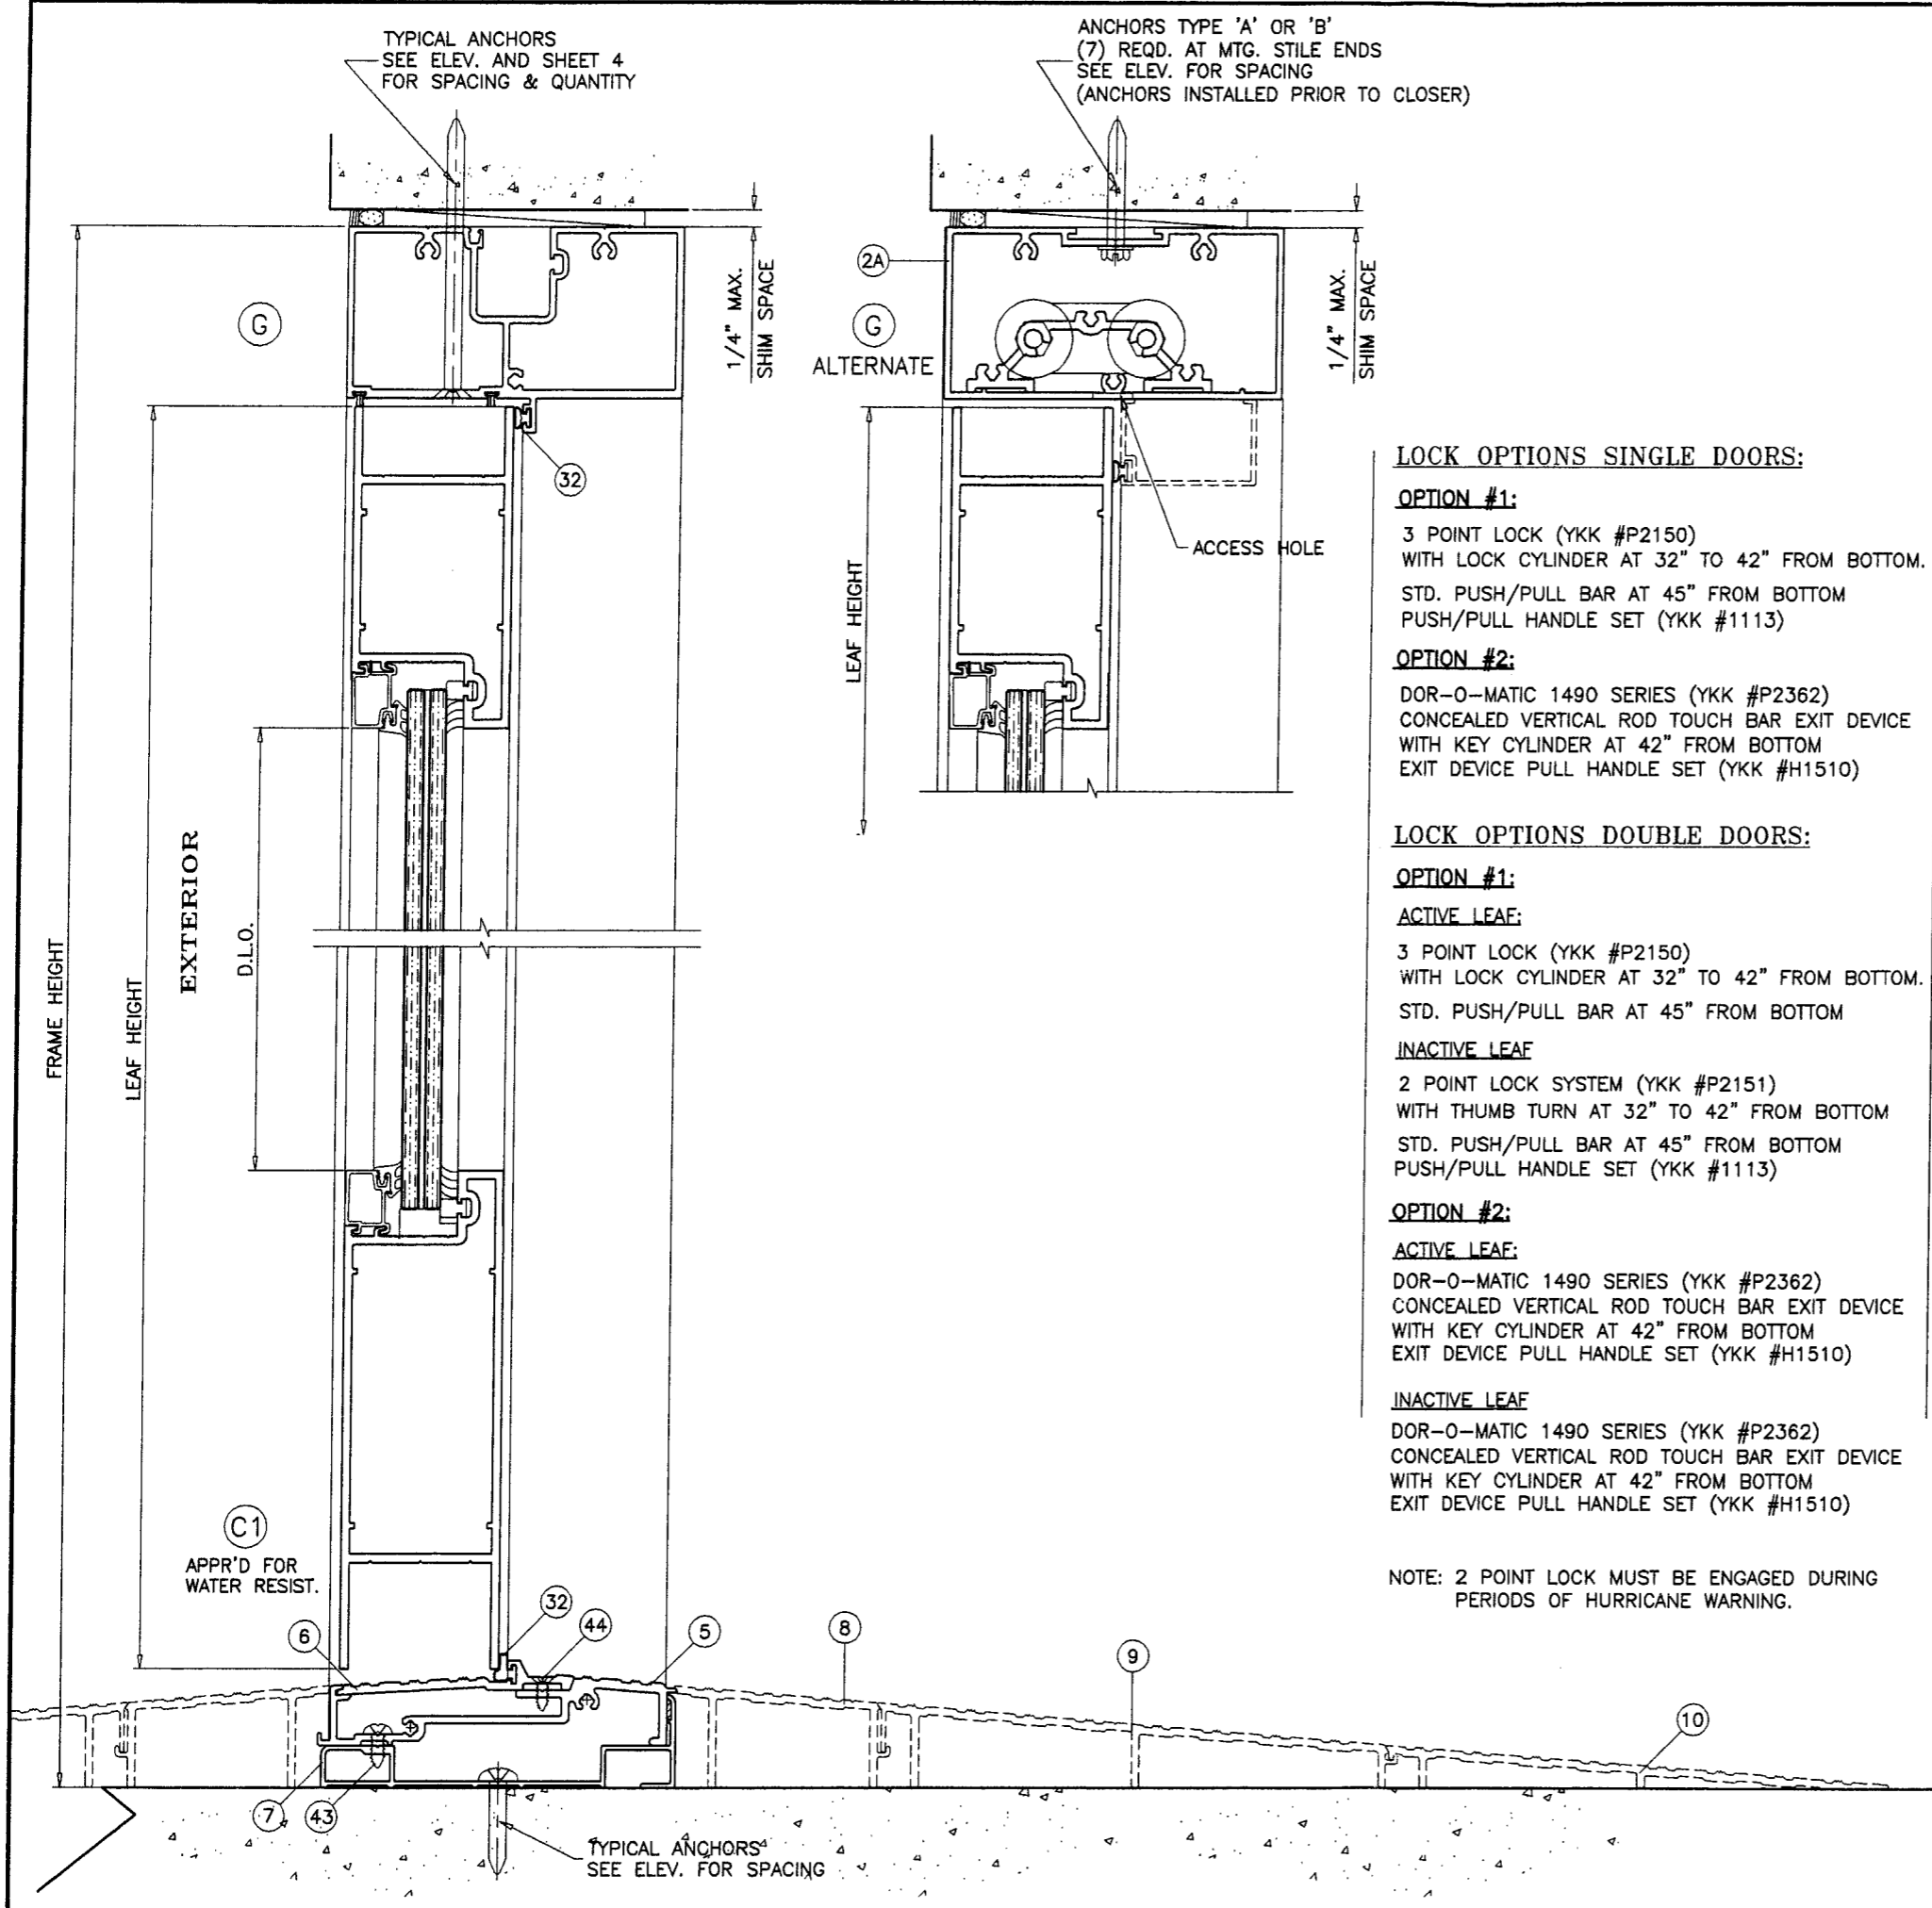 TYPICAL ANCHORS
SEE ELEV. AND SHEET 4
FOR SPACING & QUANTITY
ANCHORS TYPE 'A' OR 'B'
(7) REQD. AT MTG. STILE ENDS
SEE ELEV. FOR SPACING
(ANCHORS INSTALLED PRIOR TO CLOSER)
G
1/4" MAX.
SHIM SPACE
2A
G
ALTERNATE
1/4" MAX.
SHIM SPACE
32
ACCESS HOLE
LEAF HEIGHT
FRAME HEIGHT
LEAF HEIGHT
EXTERIOR
D.L.O.
C1
APPR'D FOR
WATER RESIST.
6
32
44
5
8
9
10
7
43
TYPICAL ANCHORS
SEE ELEV. FOR SPACING
LOCK OPTIONS SINGLE DOORS:
OPTION #1:
3 POINT LOCK (YKK #P2150)
WITH LOCK CYLINDER AT 32" TO 42" FROM BOTTOM.
STD. PUSH/PULL BAR AT 45" FROM BOTTOM
PUSH/PULL HANDLE SET (YKK #1113)
OPTION #2:
DOR-O-MATIC 1490 SERIES (YKK #P2362)
CONCEALED VERTICAL ROD TOUCH BAR EXIT DEVICE
WITH KEY CYLINDER AT 42" FROM BOTTOM
EXIT DEVICE PULL HANDLE SET (YKK #H1510)
LOCK OPTIONS DOUBLE DOORS:
OPTION #1:
ACTIVE LEAF:
3 POINT LOCK (YKK #P2150)
WITH LOCK CYLINDER AT 32" TO 42" FROM BOTTOM.
STD. PUSH/PULL BAR AT 45" FROM BOTTOM
INACTIVE LEAF
2 POINT LOCK SYSTEM (YKK #P2151)
WITH THUMB TURN AT 32" TO 42" FROM BOTTOM
STD. PUSH/PULL BAR AT 45" FROM BOTTOM
PUSH/PULL HANDLE SET (YKK #1113)
OPTION #2:
ACTIVE LEAF:
DOR-O-MATIC 1490 SERIES (YKK #P2362)
CONCEALED VERTICAL ROD TOUCH BAR EXIT DEVICE
WITH KEY CYLINDER AT 42" FROM BOTTOM
EXIT DEVICE PULL HANDLE SET (YKK #H1510)
INACTIVE LEAF
DOR-O-MATIC 1490 SERIES (YKK #P2362)
CONCEALED VERTICAL ROD TOUCH BAR EXIT DEVICE
WITH KEY CYLINDER AT 42" FROM BOTTOM
EXIT DEVICE PULL HANDLE SET (YKK #H1510)
NOTE: 2 POINT LOCK MUST BE ENGAGED DURING
PERIODS OF HURRICANE WARNING.